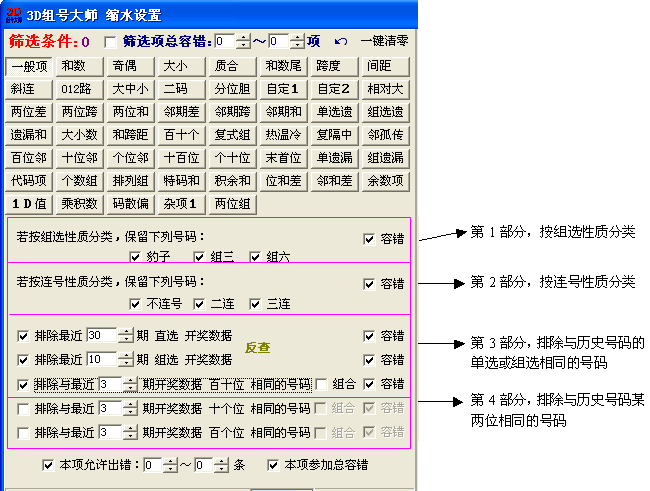 3D组号大师 缩水设置
筛选条件:0 筛选项总容错: 0 ～ 0 项 一键清零
一般项 和数 奇偶 大小 质合 和数尾 跨度 间距
斜连 012路 大中小 二码 分位胆 自定1 自定2 相对大
两位差 两位跨 两位和 邻期差 邻期跨 邻期和 单选遗 组选遗
遗漏和 大小数 和跨距 百十个 复式组 热温冷 复隔中 邻孤传
百位邻 十位邻 个位邻 十百位 个十位 末首位 单遗漏 组遗漏
代码项 个数组 排列组 特码和 积余和 位和差 邻和差 余数项
1D值 乘积数 码数偏 杂项1 两位组
若按组选性质分类，保留下列号码： 容错
豹子 组三 组六
若按连号性质分类，保留下列号码： 容错
不连号 二连 三连
排除最近 30 期 直选 开奖数据 容错
反查
排除最近 10 期 组选 开奖数据 容错
排除与最近 3 期开奖数据 百十位 相同的号码 组合 容错
排除与最近 3 期开奖数据 十个位 相同的号码 组合 容错
排除与最近 3 期开奖数据 百个位 相同的号码 组合 容错
本项允许出错： 0 ～ 0 条 本项参加总容错
第 1 部分，按组选性质分类
第 2 部分，按连号性质分类
第 3 部分，排除与历史号码的
单选或组选相同的号码
第 4 部分，排除与历史号码某
两位相同的号码